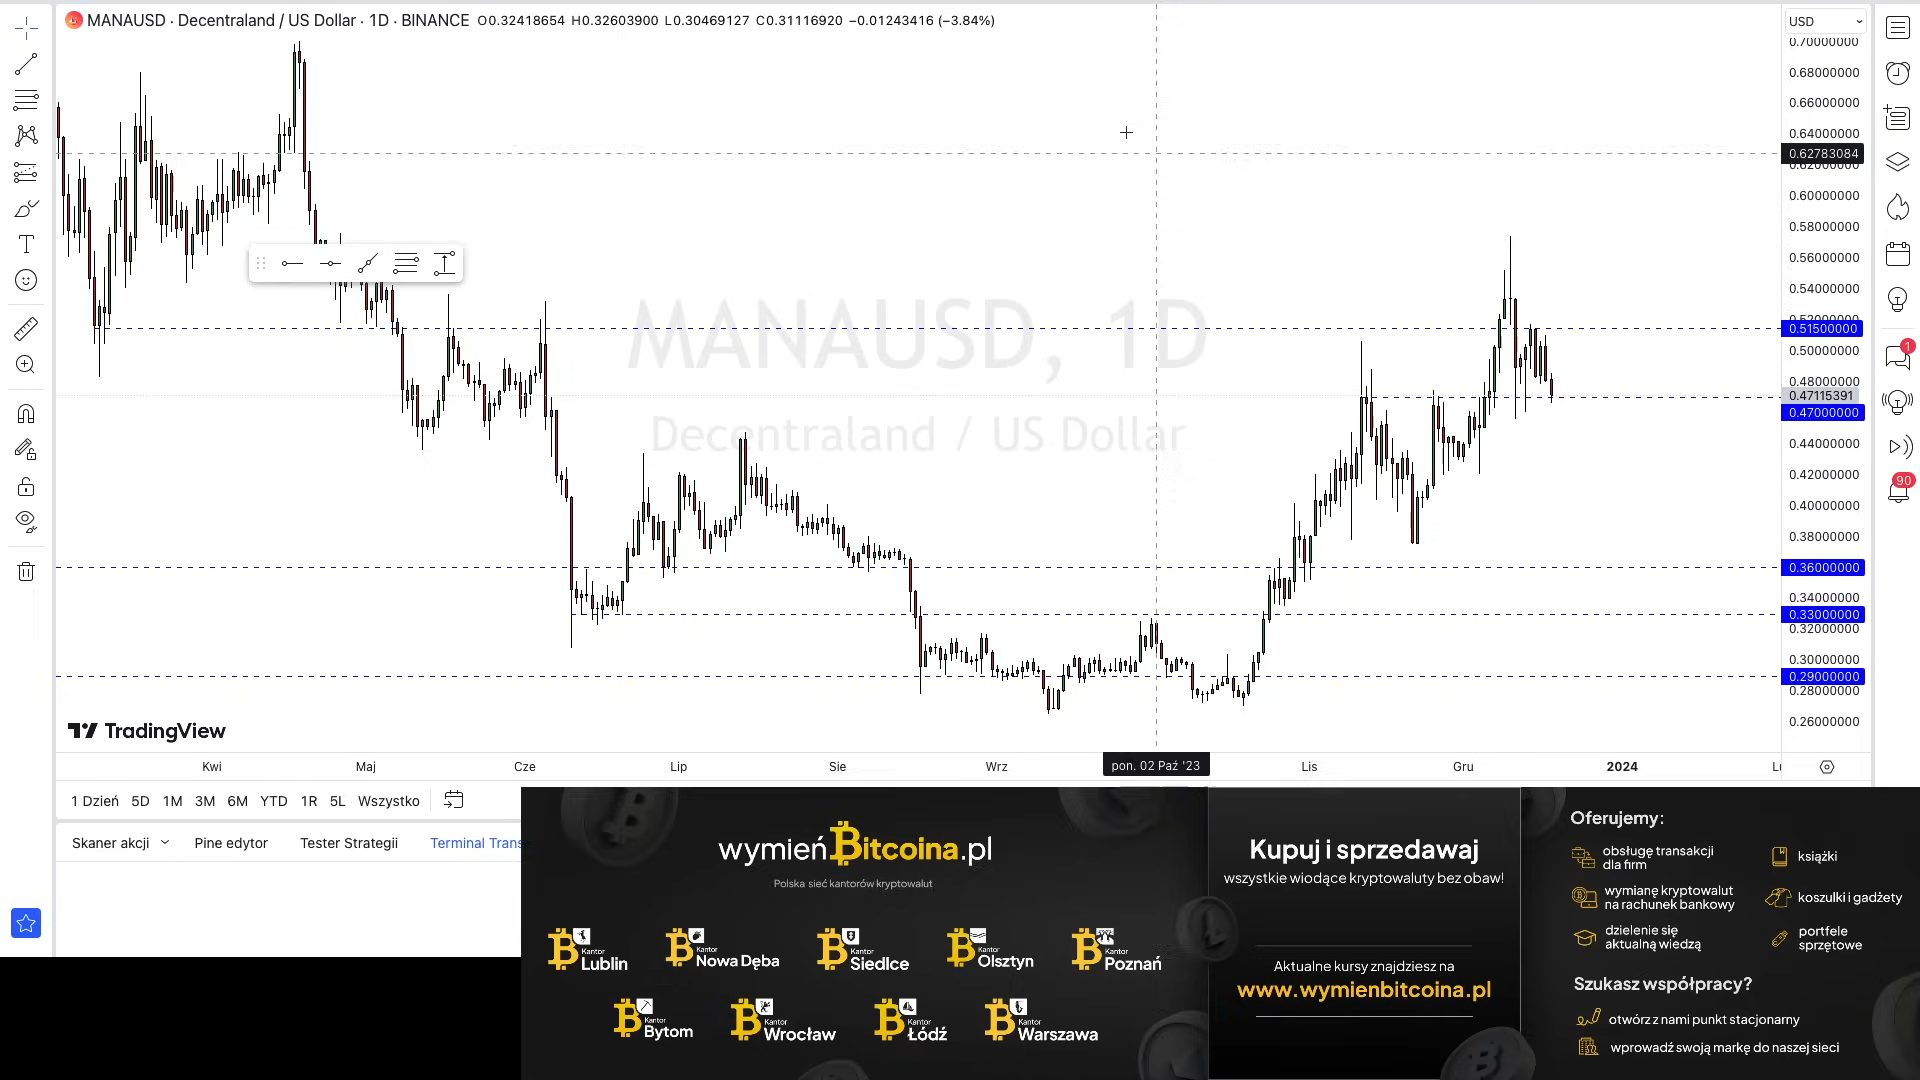 MANAUSD · Decentraland / US Dollar · 1D · BINANCE O0.32418654 H0.32603900 L0.30469127 C0.31116920 −0.01243416 (−3.84%)
USD
0.70000000
0.68000000
0.66000000
0.64000000
0.62783084
0.62000000
0.60000000
0.58000000
0.56000000
0.54000000
0.52000000
0.51500000
0.50000000
0.48000000
0.47115391
0.47000000
0.44000000
0.42000000
0.40000000
0.38000000
0.36000000
0.34000000
0.33000000
0.32000000
0.30000000
0.29000000
0.28000000
0.26000000
1
90
MANAUSD, 1D
Decentraland / US Dollar
TradingView
Kwi Maj Cze Lip Sie Wrz pon. 02 Paź '23 Lis Gru 2024
1 Dzień 5D 1M 3M 6M YTD 1R 5L Wszystko
Skaner akcji Pine edytor Tester Strategii Terminal Trans
wymieńBitcoina.pl
Polska sieć kantorów kryptowalut
Kantor Lublin
Kantor Nowa Dęba
Kantor Siedlce
Kantor Olsztyn
Kantor Poznań
Kantor Bytom
Kantor Wrocław
Kantor Łódź
Kantor Warszawa
Kupuj i sprzedawaj
wszystkie wiodące kryptowaluty bez obaw!
Aktualne kursy znajdziesz na
www.wymienbitcoina.pl
Oferujemy:
obsługę transakcji
dla firm
wymianę kryptowalut
na rachunek bankowy
dzielenie się
aktualną wiedzą
książki
koszulki i gadżety
portfele
sprzętowe
Szukasz współpracy?
otwórz z nami punkt stacjonarny
wprowadź swoją markę do naszej sieci